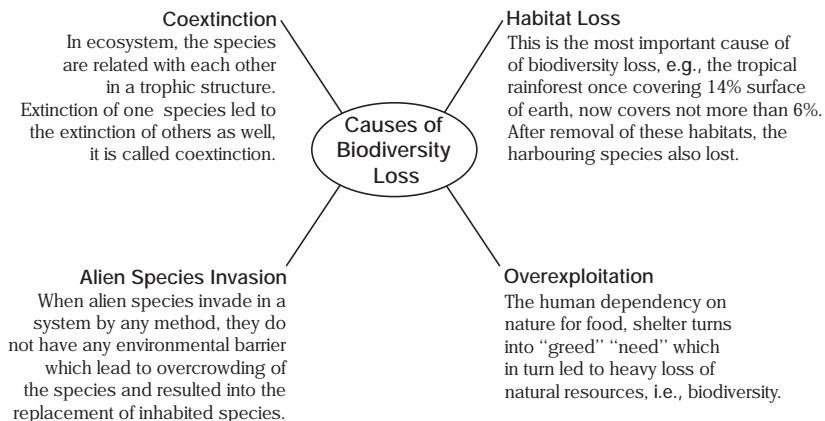 Coextinction
In ecosystem, the species
are related with each other
in a trophic structure.
Extinction of one species led to
the extinction of others as well,
it is called coextinction.
Habitat Loss
This is the most important cause of
of biodiversity loss, e.g., the tropical
rainforest once covering 14% surface
of earth, now covers not more than 6%.
After removal of these habitats, the
harbouring species also lost.
Causes of
Biodiversity
Loss
Alien Species Invasion
When alien species invade in a
system by any method, they do
not have any environmental barrier
which lead to overcrowding of
the species and resulted into the
replacement of inhabited species.
Overexploitation
The human dependency on
nature for food, shelter turns
into ‘‘greed’’ ‘‘need’’ which
in turn led to heavy loss of
natural resources, i.e., biodiversity.